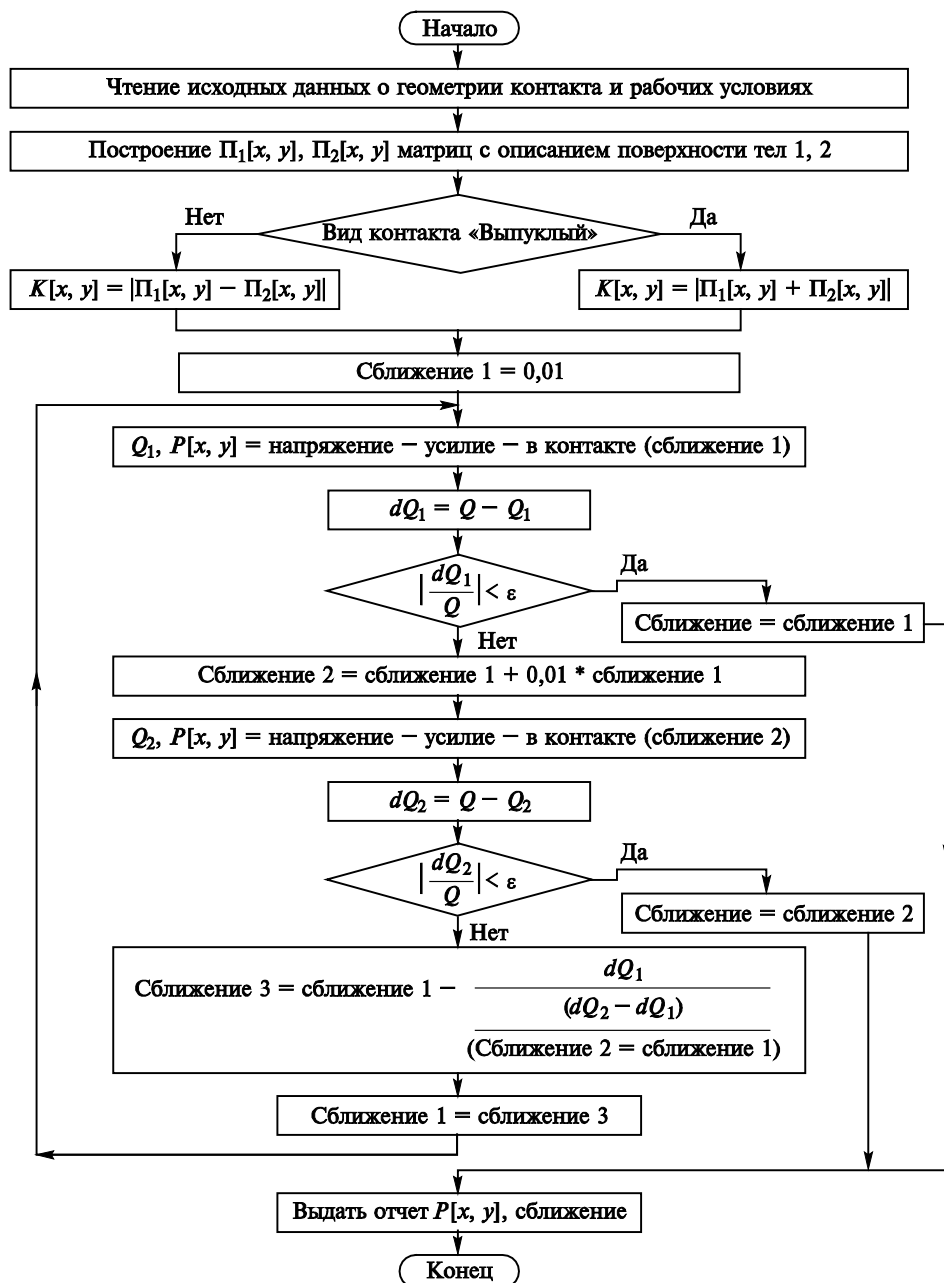 Начало
Чтение исходных данных о геометрии контакта и рабочих условиях
Построение П₁[x, y], П₂[x, y] матриц с описанием поверхности тел 1, 2
Нет
Да
Вид контакта «Выпуклый»
K[x, y] = |П₁[x, y] − П₂[x, y]|
K[x, y] = |П₁[x, y] + П₂[x, y]|
Сближение 1 = 0,01
Q₁, P[x, y] = напряжение − усилие − в контакте (сближение 1)
dQ₁ = Q − Q₁
Да
|dQ₁/Q| < ε
Сближение = сближение 1
Нет
Сближение 2 = сближение 1 + 0,01 * сближение 1
Q₂, P[x, y] = напряжение − усилие − в контакте (сближение 2)
dQ₂ = Q − Q₂
Да
|dQ₂/Q| < ε
Сближение = сближение 2
Нет
Сближение 3 = сближение 1 −
dQ₁
(dQ₂ − dQ₁)
(Сближение 2 = сближение 1)
Сближение 1 = сближение 3
Выдать отчет P[x, y], сближение
Конец